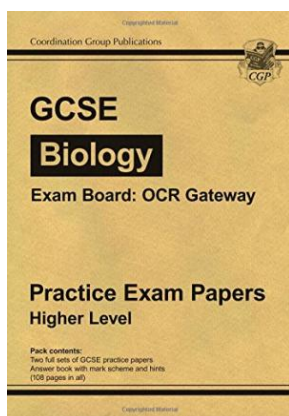 Coordination Group Publications
CGP
GCSE
Biology
Exam Board: OCR Gateway
Practice Exam Papers
Higher Level
Pack contents:
Two full sets of GCSE practice papers
Answer book with mark scheme and hints
(108 pages in all)